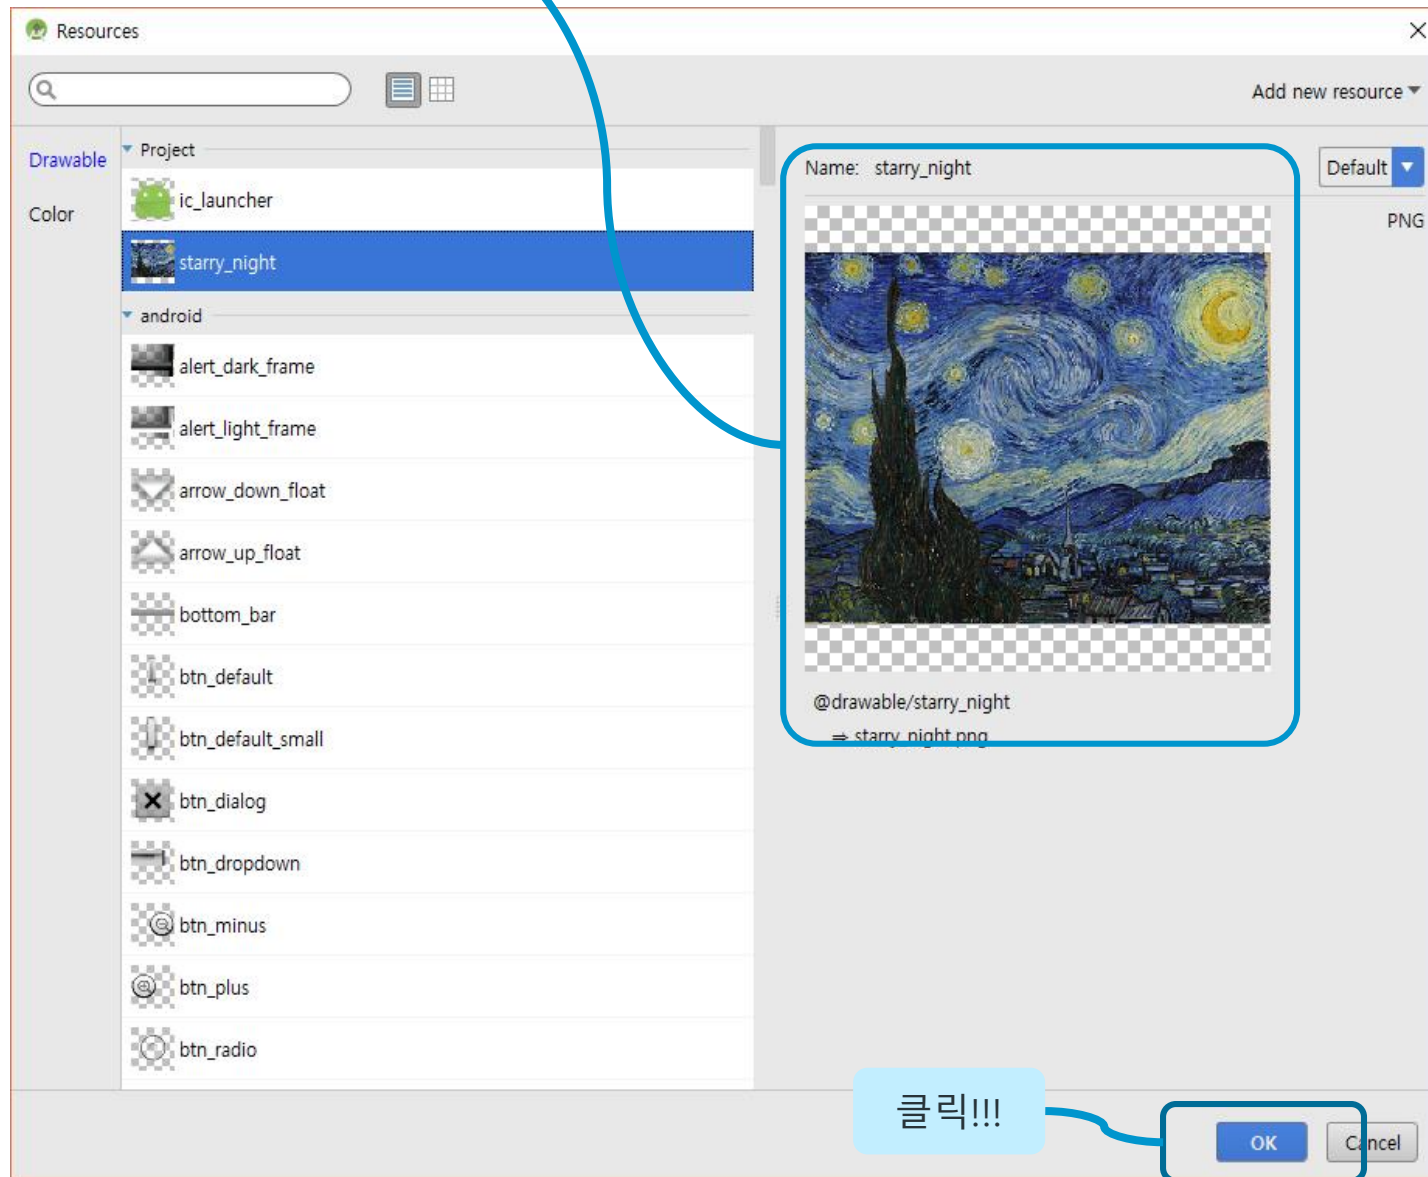 Resources
Add new resource
Drawable
Color
Project
ic_launcher
starry_night
android
alert_dark_frame
alert_light_frame
arrow_down_float
arrow_up_float
bottom_bar
btn_default
btn_default_small
btn_dialog
btn_dropdown
btn_minus
btn_plus
btn_radio
Name: starry_night
Default
PNG
@drawable/starry_night
⇒ starry_night.png
클릭!!!
OK
Cancel